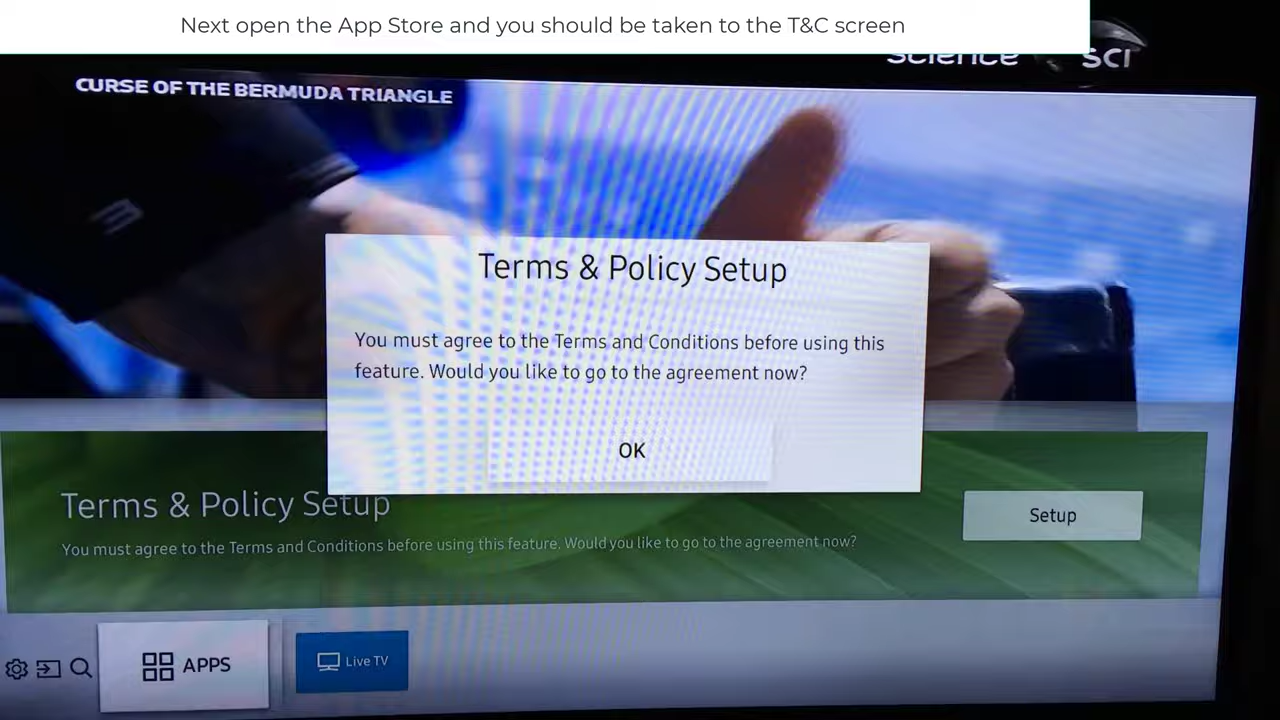 Next open the App Store and you should be taken to the T&C screen
Science SCI
CURSE OF THE BERMUDA TRIANGLE
Terms & Policy Setup
You must agree to the Terms and Conditions before using this
feature. Would you like to go to the agreement now?
OK
Terms & Policy Setup
You must agree to the Terms and Conditions before using this feature. Would you like to go to the agreement now?
Setup
APPS
Live TV